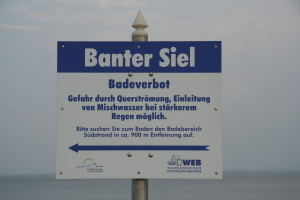 Banter Siel
Badeverbot
Gefahr durch Querströmung, Einleitung
von Mischwasser bei stärkerem
Regen möglich.
Bitte suchen Sie zum Baden den Badebereich
Südstrand in ca. 900 m Entfernung auf.
WEB